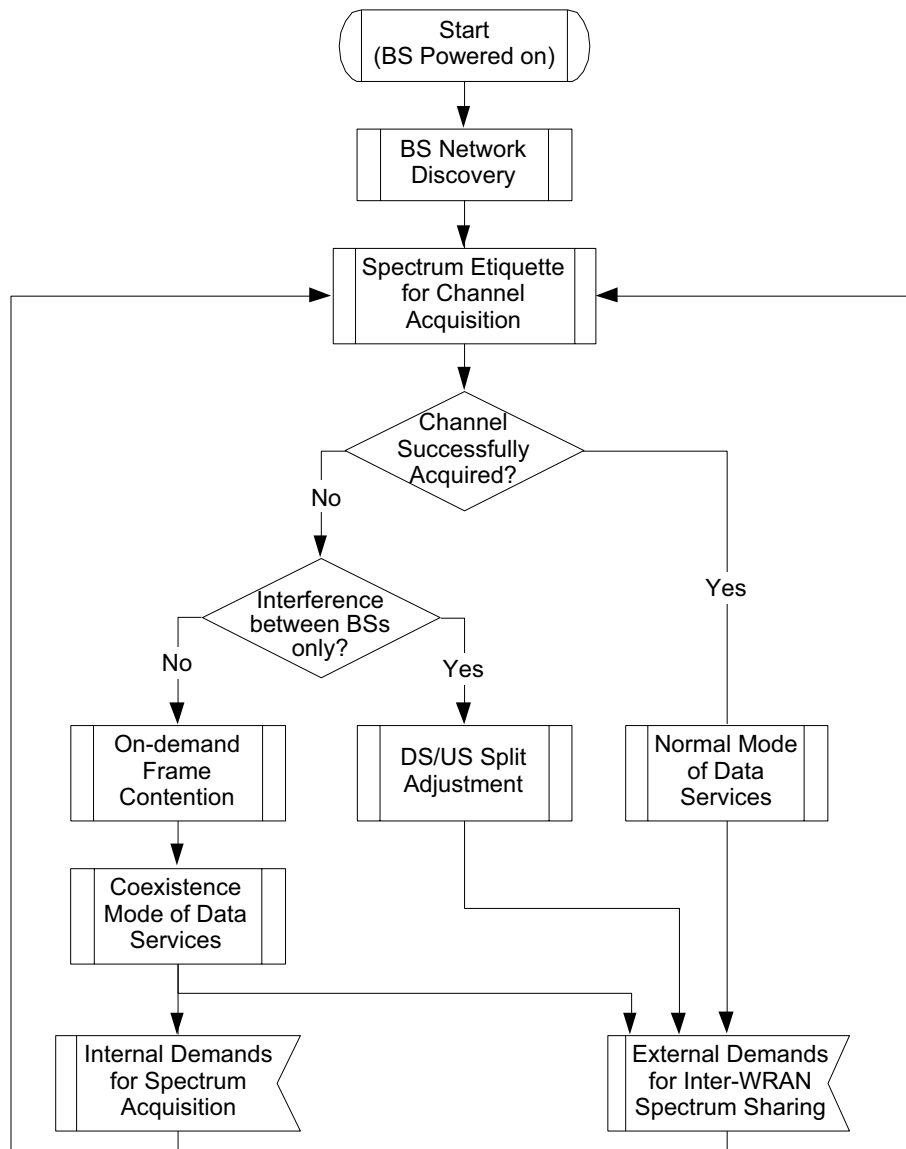 Start
(BS Powered on)
BS Network
Discovery
Spectrum Etiquette
for Channel
Acquisition
Channel
Successfully
Acquired?
No
Yes
Interference
between BSs
only?
No
Yes
On-demand
Frame
Contention
DS/US Split
Adjustment
Normal Mode
of Data
Services
Coexistence
Mode of Data
Services
Internal Demands
for Spectrum
Acquisition
External Demands
for Inter-WRAN
Spectrum Sharing